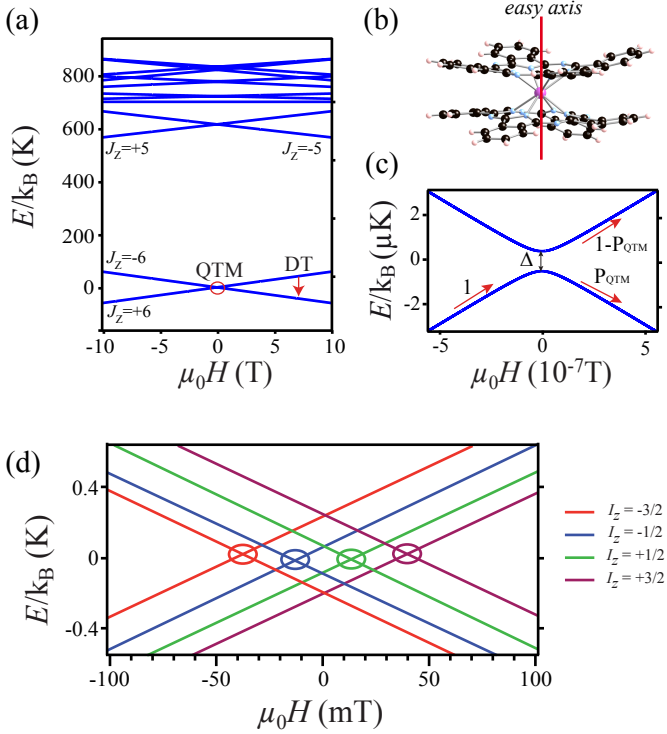 (a)
800
600
400
200
0
E/kB (K)
JZ=+5
JZ=-5
JZ=-6
QTM
DT
JZ=+6
-10
-5
0
5
10
μ0H (T)
(b)
easy axis
(c)
2
0
-2
E/kB (μK)
Δ
1
1-PQTM
PQTM
-5
0
5
μ0H (10-7T)
(d)
0.4
0
-0.4
E/kB (K)
-100
-50
0
50
100
μ0H (mT)
Iz = -3/2
Iz = -1/2
Iz = +1/2
Iz = +3/2